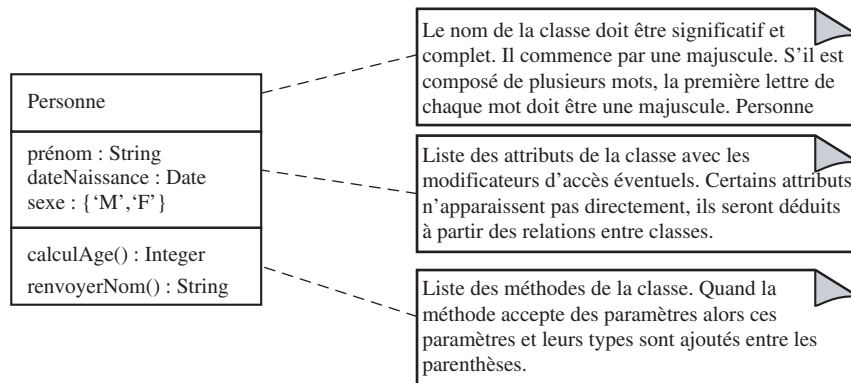 Personne
prénom : String
dateNaissance : Date
sexe : {‘M’,‘F’}
calculAge() : Integer
renvoyerNom() : String
Le nom de la classe doit être significatif et
complet. Il commence par une majuscule. S’il est
composé de plusieurs mots, la première lettre de
chaque mot doit être une majuscule. Personne
Liste des attributs de la classe avec les
modificateurs d’accès éventuels. Certains attributs
n’apparaissent pas directement, ils seront déduits
à partir des relations entre classes.
Liste des méthodes de la classe. Quand la
méthode accepte des paramètres alors ces
paramètres et leurs types sont ajoutés entre les
parenthèses.